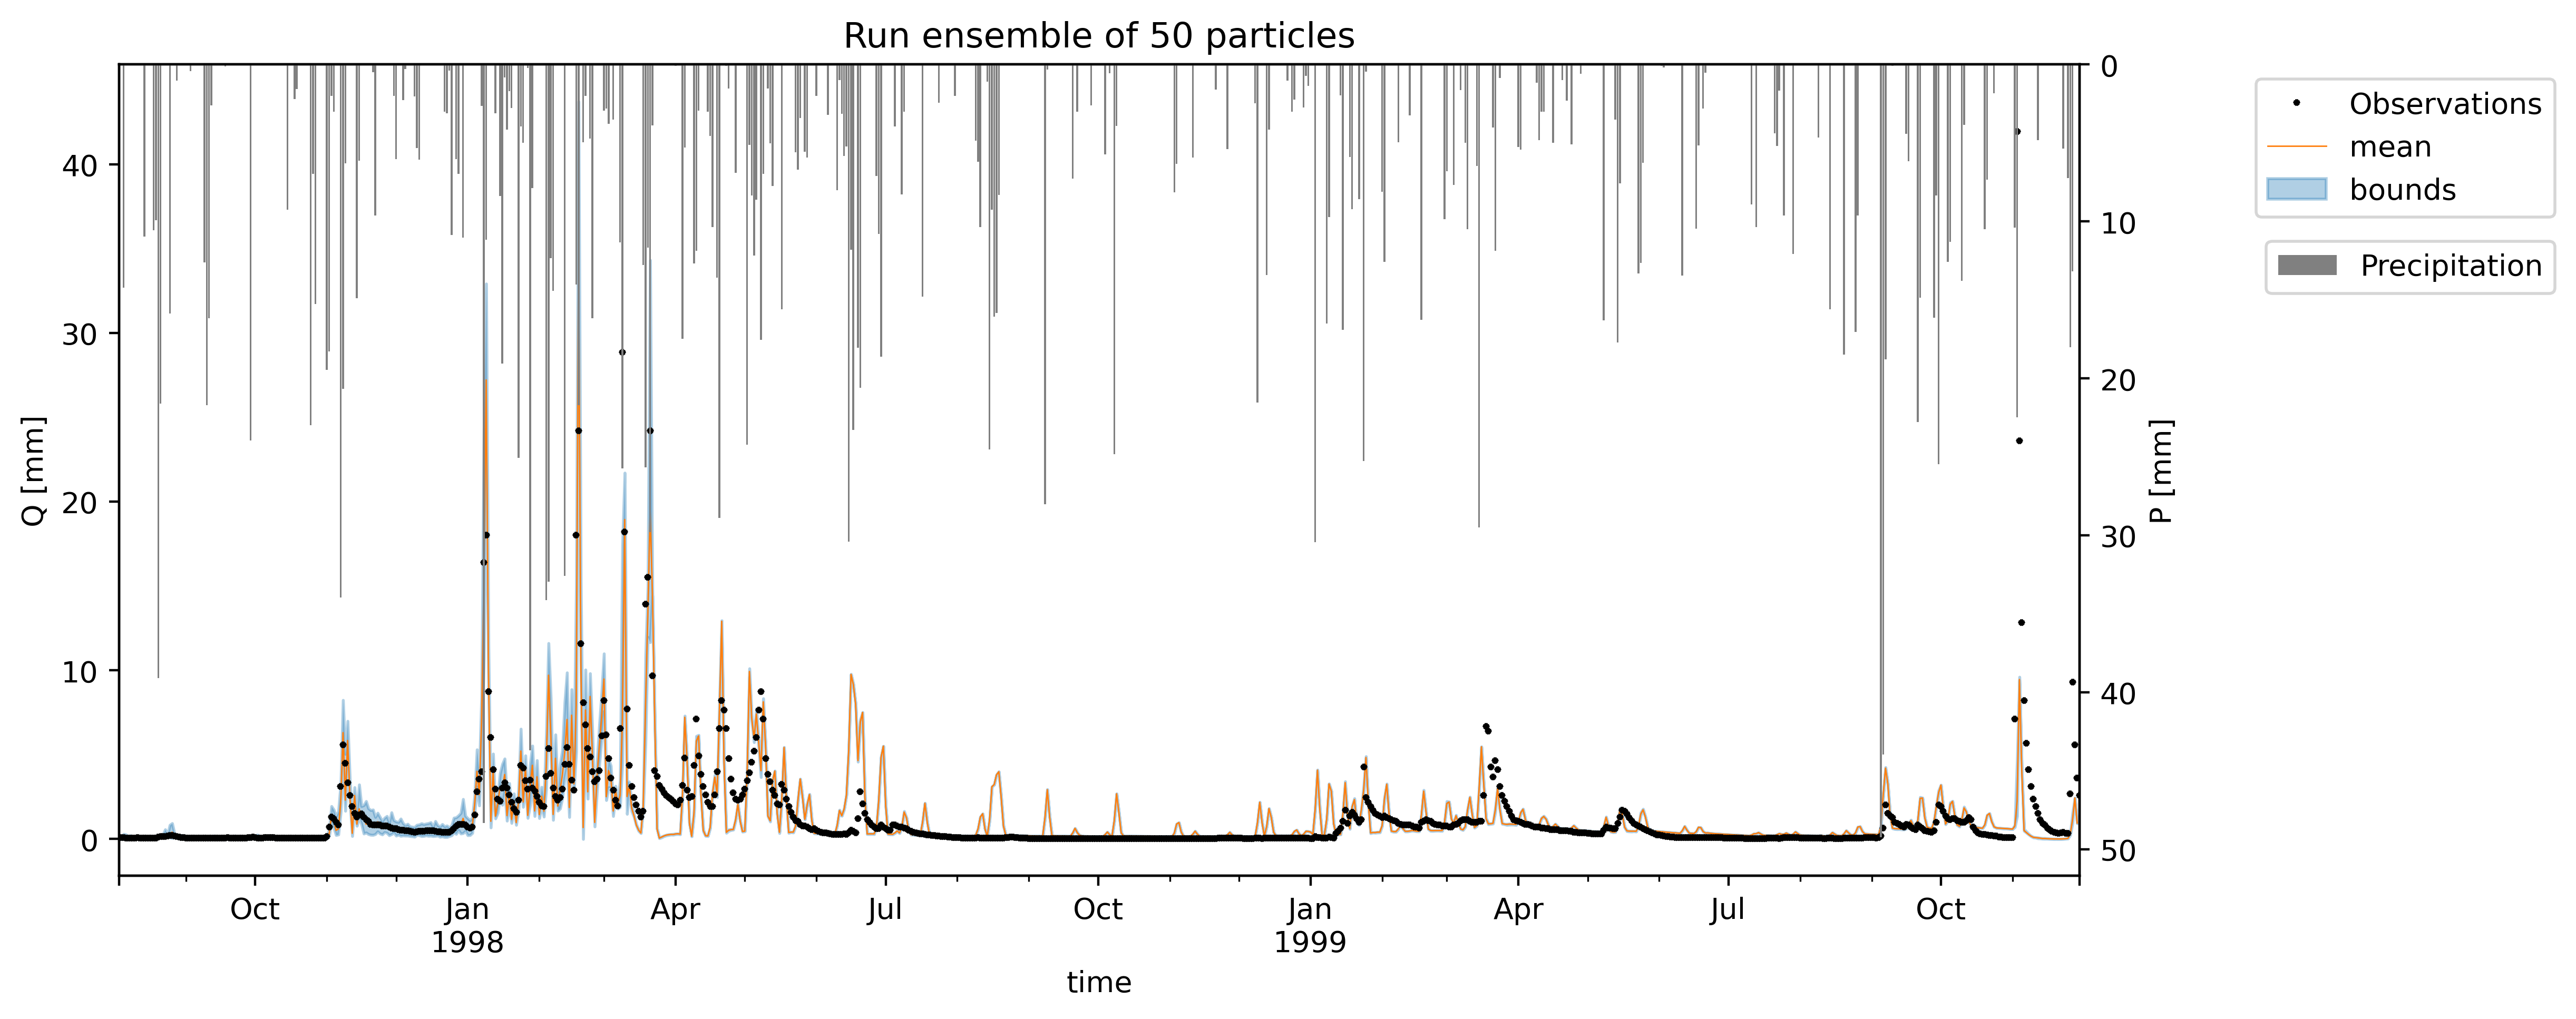 Run ensemble of 50 particles
Q [mm]
40
30
20
10
0
0
10
20
30
40
50
P [mm]
Oct
Jan
1998
Apr
Jul
Oct
Jan
1999
Apr
Jul
Oct
time
Observations
mean
bounds
Precipitation